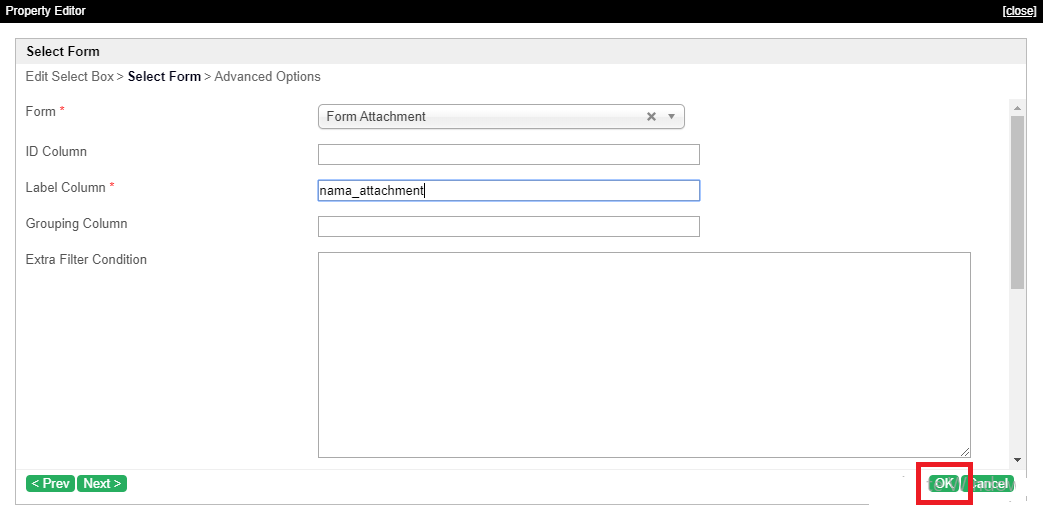 Property Editor [close]
Select Form
Edit Select Box > Select Form > Advanced Options
Form * Form Attachment
ID Column
Label Column * nama_attachment
Grouping Column
Extra Filter Condition
< Prev Next > OK Cancel